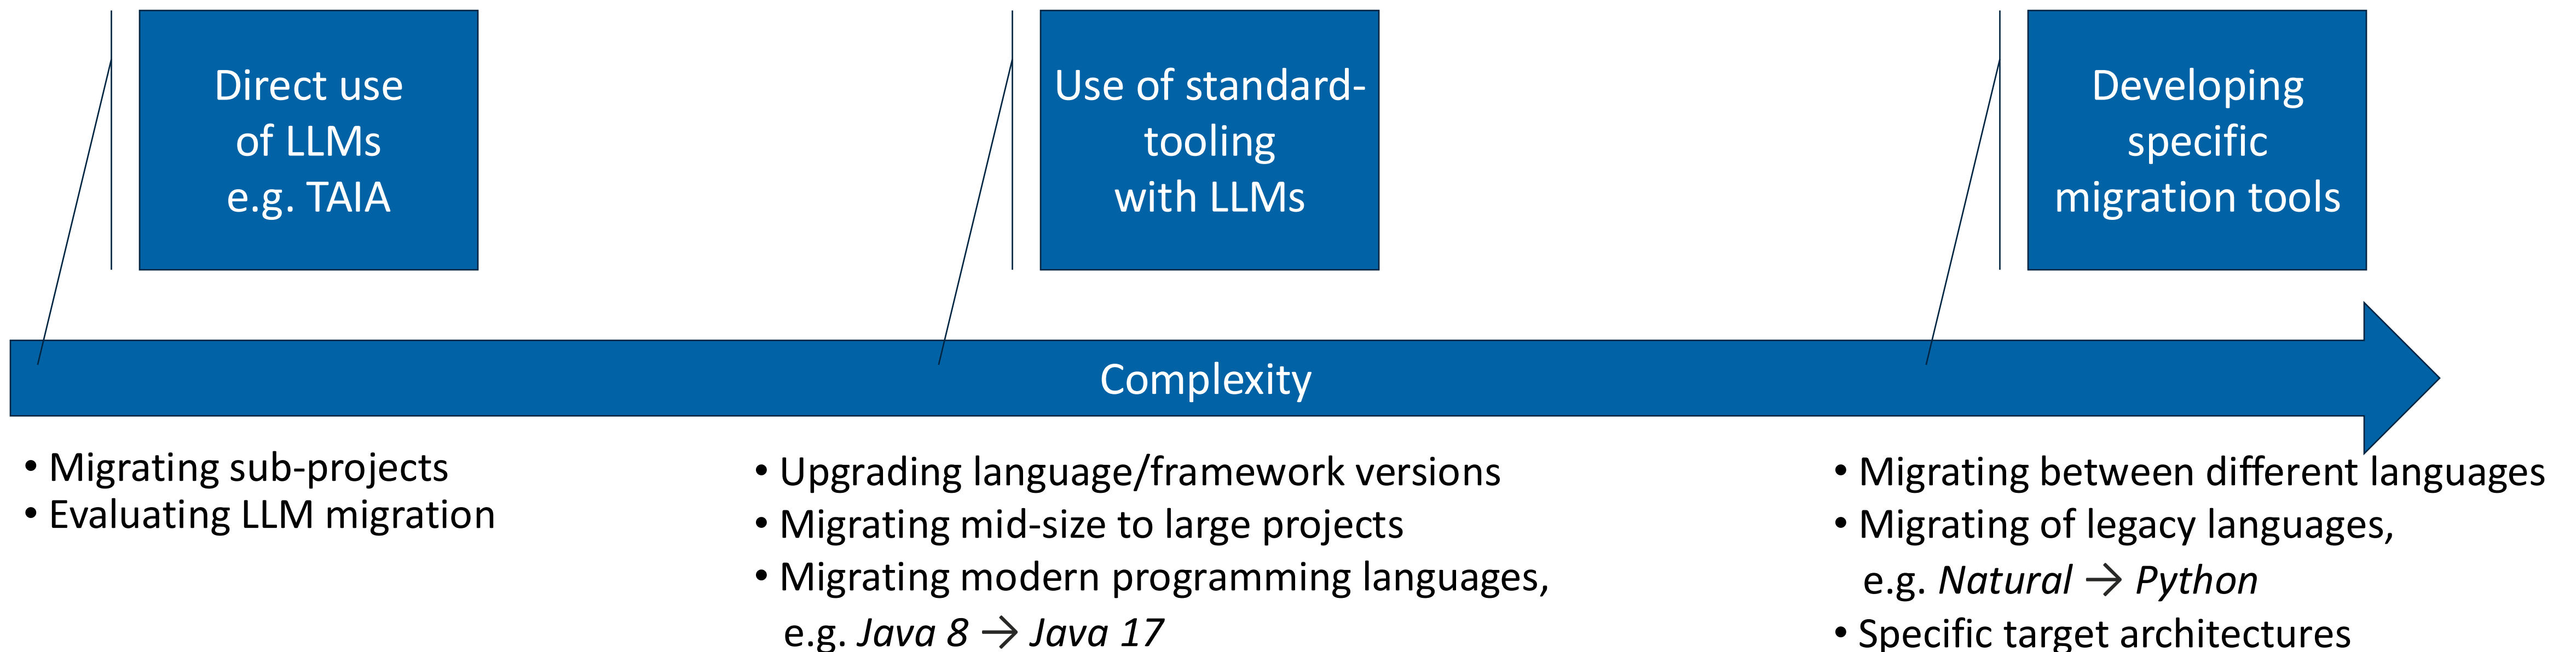 Direct use
of LLMs
e.g. TAIA
Use of standard-
tooling
with LLMs
Developing
specific
migration tools
Complexity
• Migrating sub-projects
• Evaluating LLM migration
• Upgrading language/framework versions
• Migrating mid-size to large projects
• Migrating modern programming languages,
e.g. Java 8 → Java 17
• Migrating between different languages
• Migrating of legacy languages,
e.g. Natural → Python
• Specific target architectures